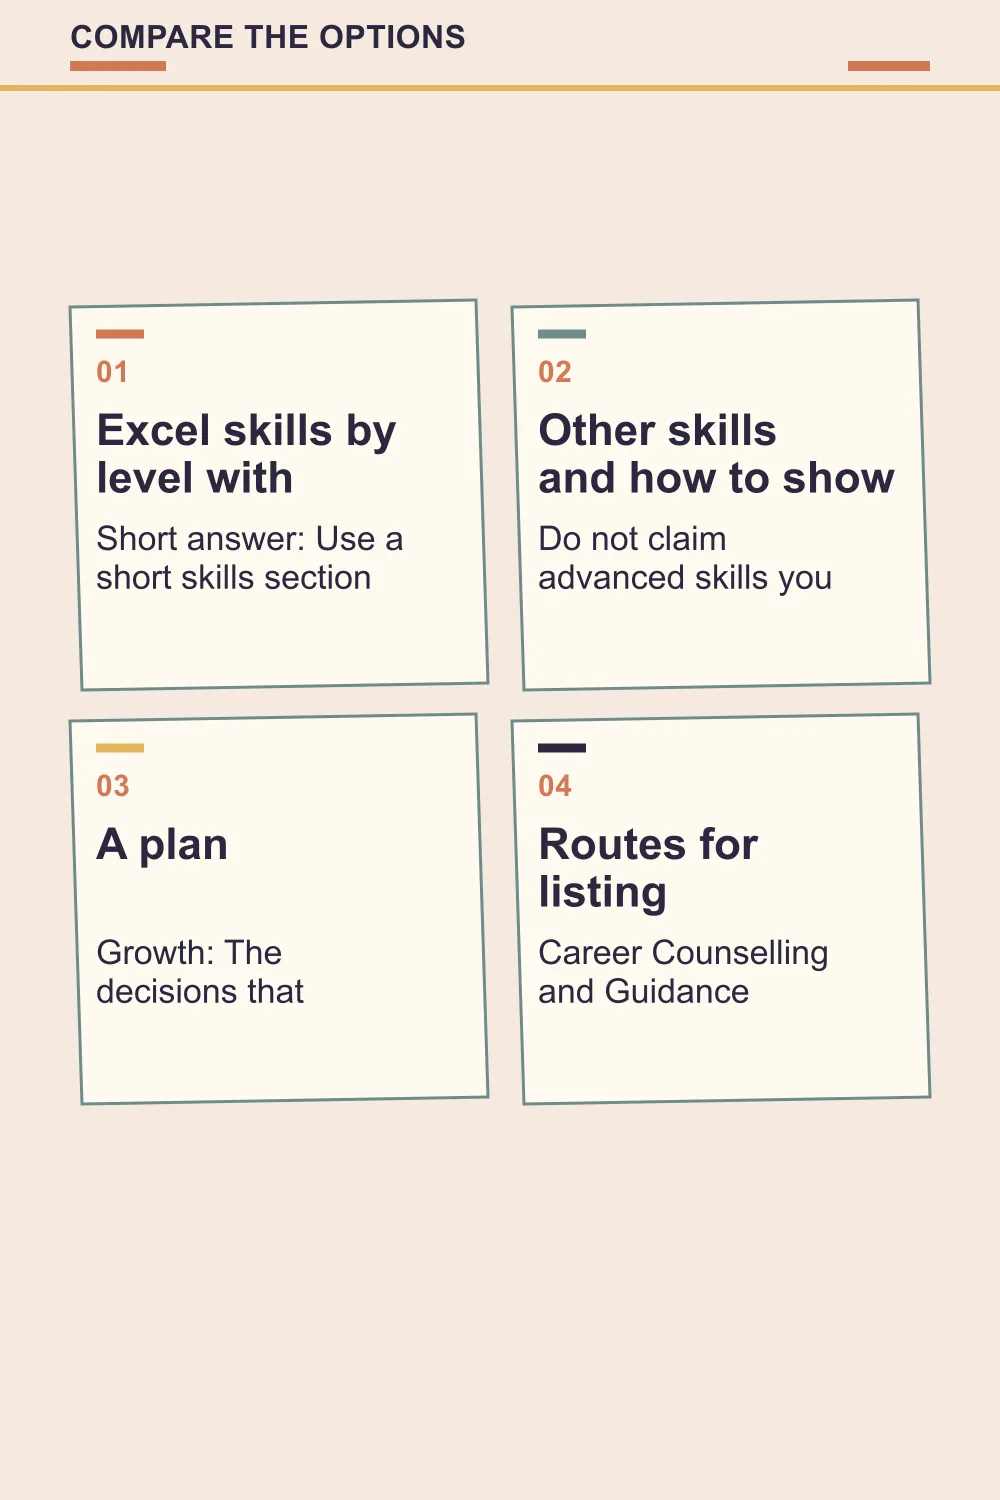 COMPARE THE OPTIONS
01
Excel skills by
level with
Short answer: Use a
short skills section
02
Other skills
and how to show
Do not claim
advanced skills you
03
A plan
Growth: The
decisions that
04
Routes for
listing
Career Counselling
and Guidance